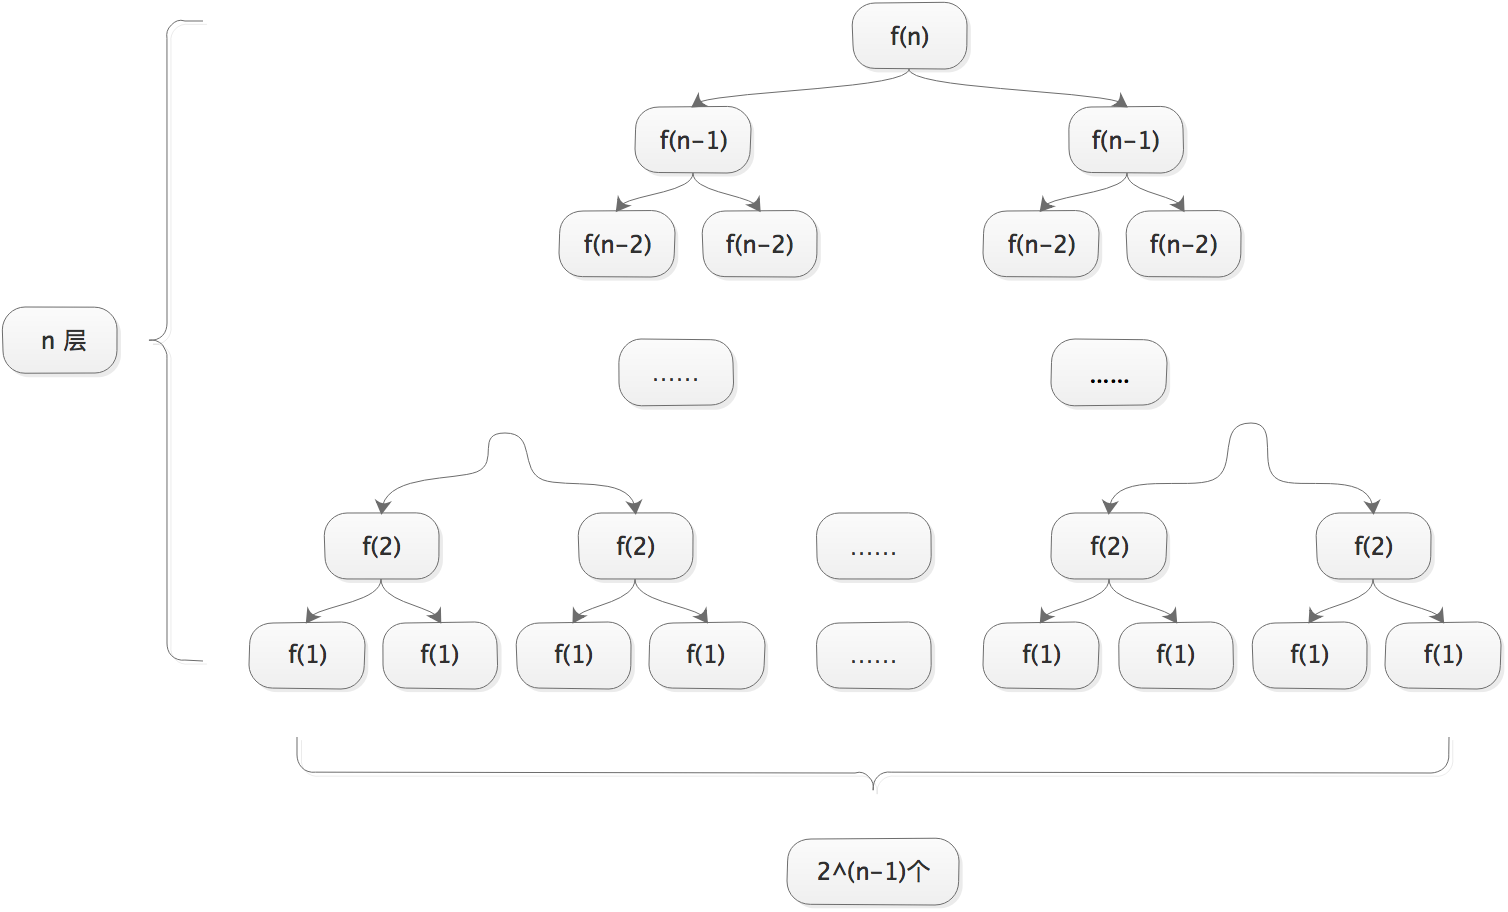 f(n)
f(n-1)
f(n-1)
f(n-2)
f(n-2)
f(n-2)
f(n-2)
n 层
......
......
f(2)
f(2)
......
f(2)
f(2)
f(1)
f(1)
f(1)
f(1)
......
f(1)
f(1)
f(1)
f(1)
2^(n-1)个